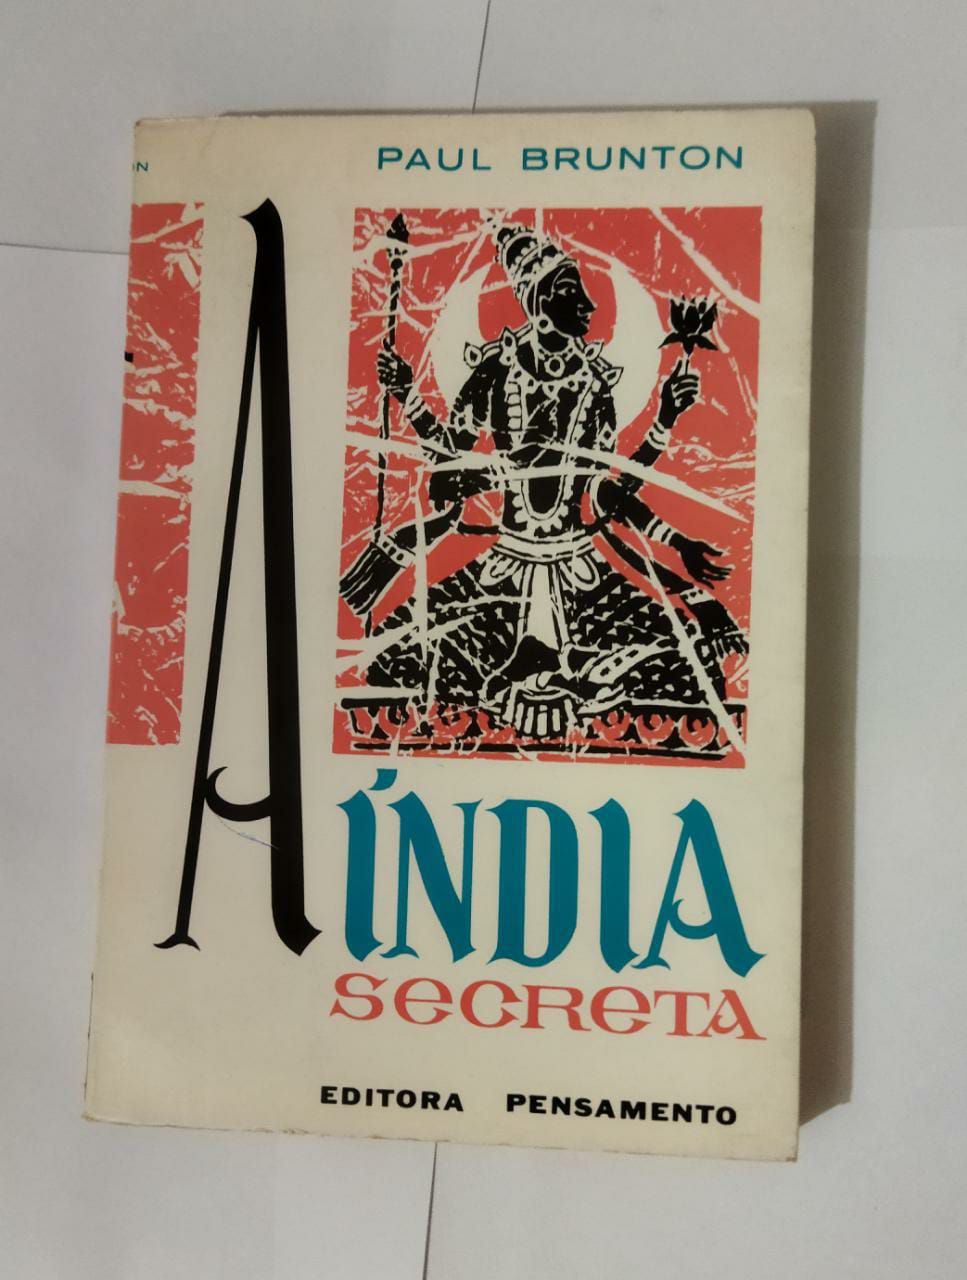 PAUL BRUNTON
A ÍNDIA
SECRETA
EDITORA PENSAMENTO